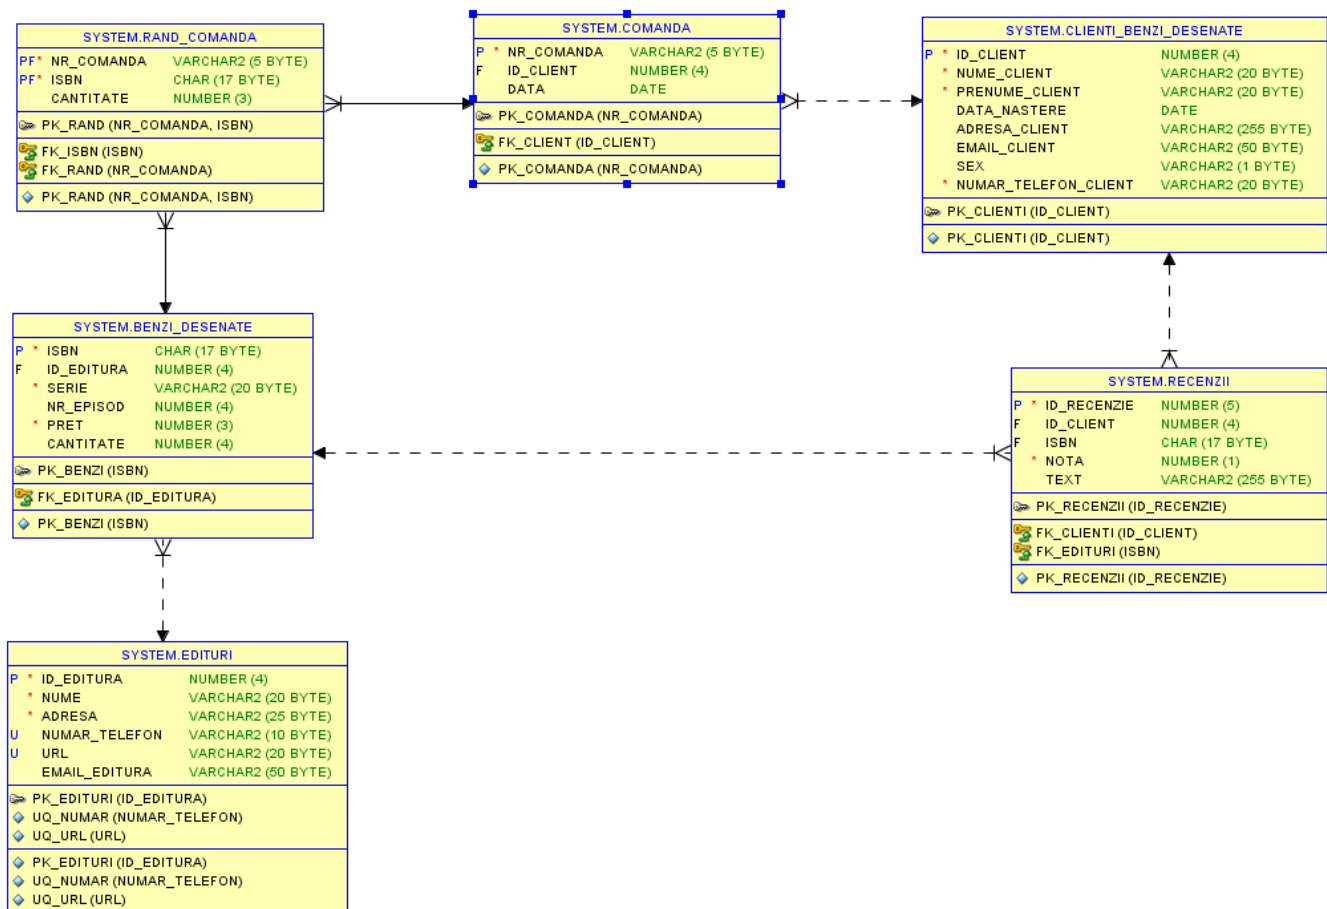 SYSTEM.RAND_COMANDA
PF* NR_COMANDA VARCHAR2 (5 BYTE)
PF* ISBN CHAR (17 BYTE)
CANTITATE NUMBER (3)
PK_RAND (NR_COMANDA, ISBN)
FK_ISBN (ISBN)
FK_RAND (NR_COMANDA)
PK_RAND (NR_COMANDA, ISBN)
SYSTEM.COMANDA
P * NR_COMANDA VARCHAR2 (5 BYTE)
F ID_CLIENT NUMBER (4)
DATA DATE
PK_COMANDA (NR_COMANDA)
FK_CLIENT (ID_CLIENT)
PK_COMANDA (NR_COMANDA)
SYSTEM.CLIENTI_BENZI_DESENATE
P * ID_CLIENT NUMBER (4)
* NUME_CLIENT VARCHAR2 (20 BYTE)
* PRENUME_CLIENT VARCHAR2 (20 BYTE)
DATA_NASTERE DATE
ADRESA_CLIENT VARCHAR2 (255 BYTE)
EMAIL_CLIENT VARCHAR2 (50 BYTE)
SEX VARCHAR2 (1 BYTE)
* NUMAR_TELEFON_CLIENT VARCHAR2 (20 BYTE)
PK_CLIENTI (ID_CLIENT)
PK_CLIENTI (ID_CLIENT)
SYSTEM.BENZI_DESENATE
P * ISBN CHAR (17 BYTE)
F ID_EDITURA NUMBER (4)
* SERIE VARCHAR2 (20 BYTE)
NR_EPISOD NUMBER (4)
* PRET NUMBER (3)
CANTITATE NUMBER (4)
PK_BENZI (ISBN)
FK_EDITURA (ID_EDITURA)
PK_BENZI (ISBN)
SYSTEM.RECENZII
P * ID_RECENZIE NUMBER (5)
F ID_CLIENT NUMBER (4)
F ISBN CHAR (17 BYTE)
* NOTA NUMBER (1)
TEXT VARCHAR2 (255 BYTE)
PK_RECENZII (ID_RECENZIE)
FK_CLIENTI (ID_CLIENT)
FK_EDITURI (ISBN)
PK_RECENZII (ID_RECENZIE)
SYSTEM.EDITURI
P * ID_EDITURA NUMBER (4)
* NUME VARCHAR2 (20 BYTE)
* ADRESA VARCHAR2 (25 BYTE)
U NUMAR_TELEFON VARCHAR2 (10 BYTE)
U URL VARCHAR2 (20 BYTE)
EMAIL_EDITURA VARCHAR2 (50 BYTE)
PK_EDITURI (ID_EDITURA)
UQ_NUMAR (NUMAR_TELEFON)
UQ_URL (URL)
PK_EDITURI (ID_EDITURA)
UQ_NUMAR (NUMAR_TELEFON)
UQ_URL (URL)